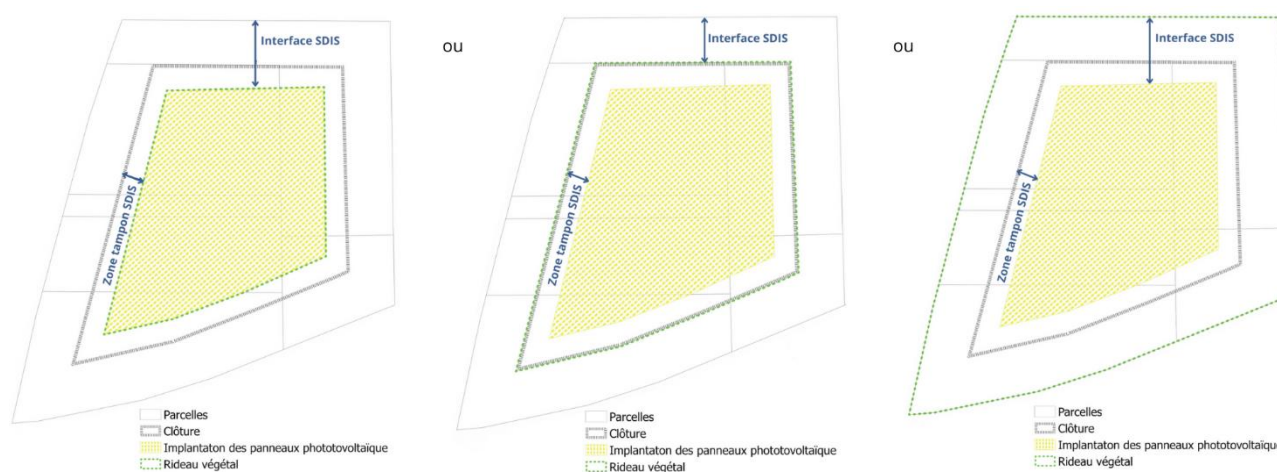 Interface SDIS
Zone tampon SDIS
Parcelles
Clôture
Implantaton des panneaux phototovoltaïque
Rideau végétal
ou
Interface SDIS
Zone tampon SDIS
Parcelles
Clôture
Implantaton des panneaux phototovoltaïque
Rideau végétal
ou
Interface SDIS
Zone tampon SDIS
Parcelles
Clôture
Implantaton des panneaux phototovoltaïque
Rideau végétal